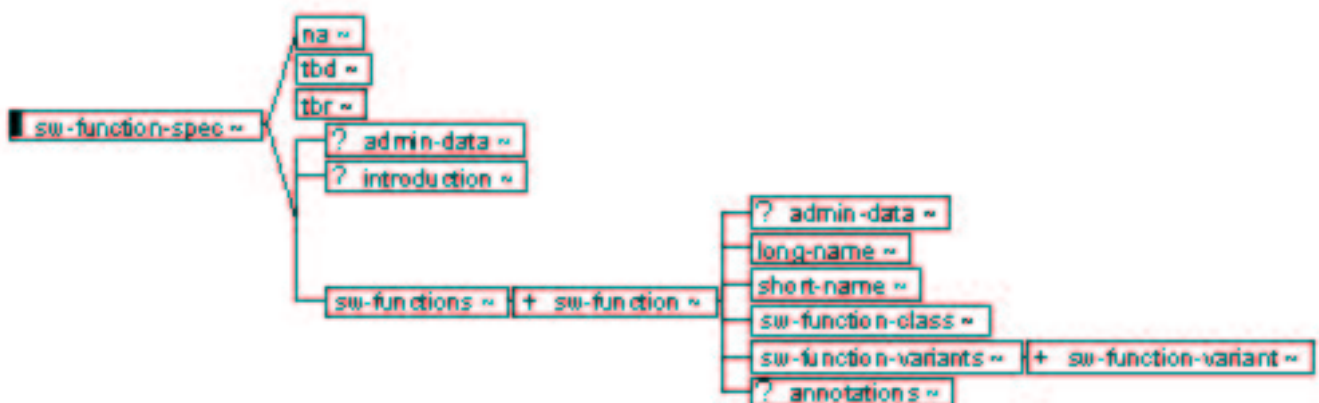 na ~
tbd ~
tbr ~
sw-function-spec ~
? admin-data ~
? introduction ~
? admin-data ~
long-name ~
short-name ~
sw-functions ~ + sw-function ~
sw-function-class ~
sw-function-variants ~ + sw-function-variant ~
? annotations ~